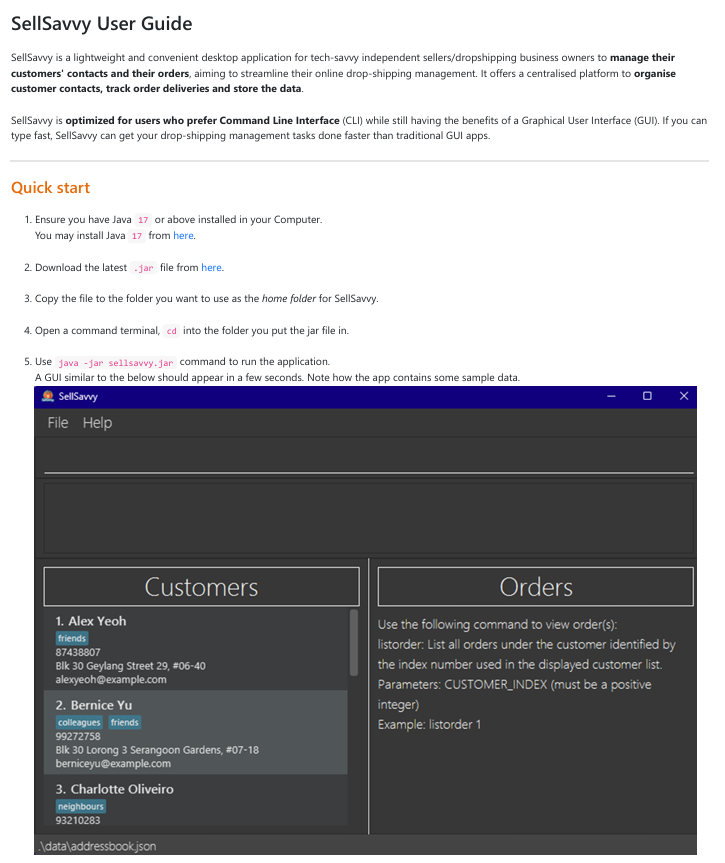 SellSavvy User Guide
SellSavvy is a lightweight and convenient desktop application for tech-savvy independent sellers/dropshipping business owners to manage their
customers' contacts and their orders, aiming to streamline their online drop-shipping management. It offers a centralised platform to organise
customer contacts, track order deliveries and store the data.
SellSavvy is optimized for users who prefer Command Line Interface (CLI) while still having the benefits of a Graphical User Interface (GUI). If you can
type fast, SellSavvy can get your drop-shipping management tasks done faster than traditional GUI apps.
Quick start
1. Ensure you have Java 17 or above installed in your Computer.
You may install Java 17 from here.
2. Download the latest .jar file from here.
3. Copy the file to the folder you want to use as the home folder for SellSavvy.
4. Open a command terminal, cd into the folder you put the jar file in.
5. Use java -jar sellsavvy.jar command to run the application.
A GUI similar to the below should appear in a few seconds. Note how the app contains some sample data.
SellSavvy
File Help
Customers
1. Alex Yeoh
friends
87438807
Blk 30 Geylang Street 29, #06-40
alexyeoh@example.com
2. Bernice Yu
colleagues friends
99272758
Blk 30 Lorong 3 Serangoon Gardens, #07-18
berniceyu@example.com
3. Charlotte Oliveiro
neighbours
93210283
Orders
Use the following command to view order(s):
listorder: List all orders under the customer identified by
the index number used in the displayed customer list.
Parameters: CUSTOMER_INDEX (must be a positive
integer)
Example: listorder 1
.\data\addressbook.json